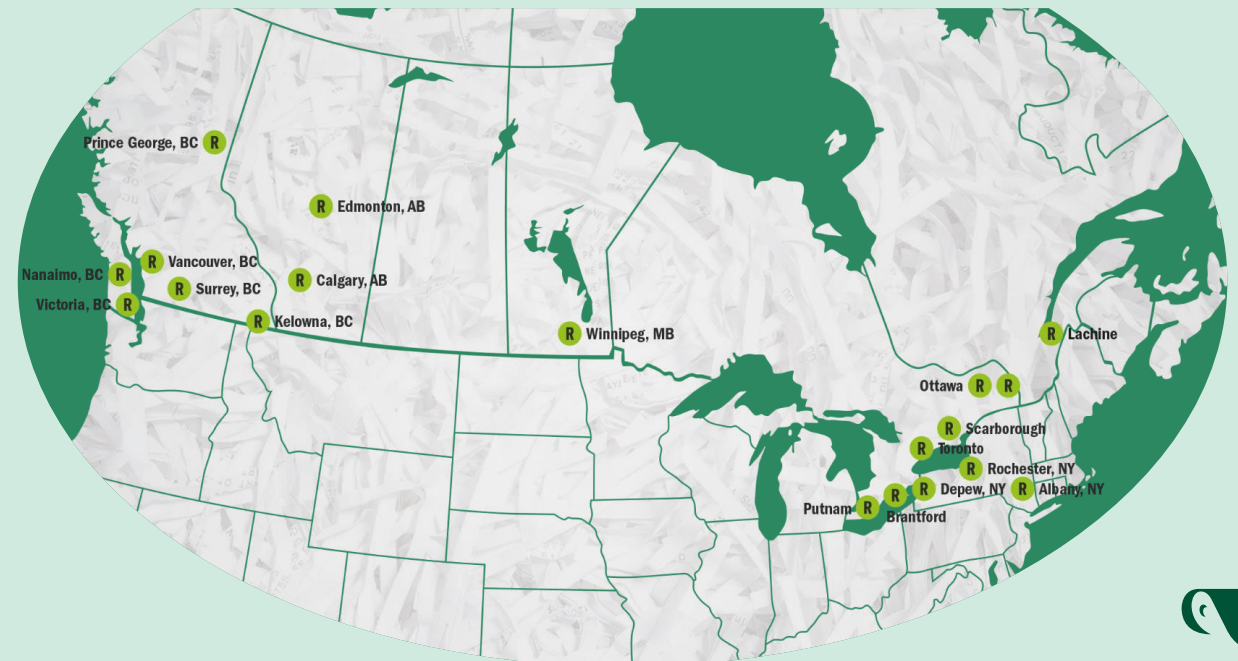 Prince George, BC R
R Edmonton, AB
R Vancouver, BC
Nanaimo, BC R
R Surrey, BC
R Calgary, AB
Victoria, BC R
R Kelowna, BC
R Winnipeg, MB
R Lachine
Ottawa R R
R Scarborough
R Toronto
R Rochester, NY
R Depew, NY
R Albany, NY
Putnam R
R Brantford